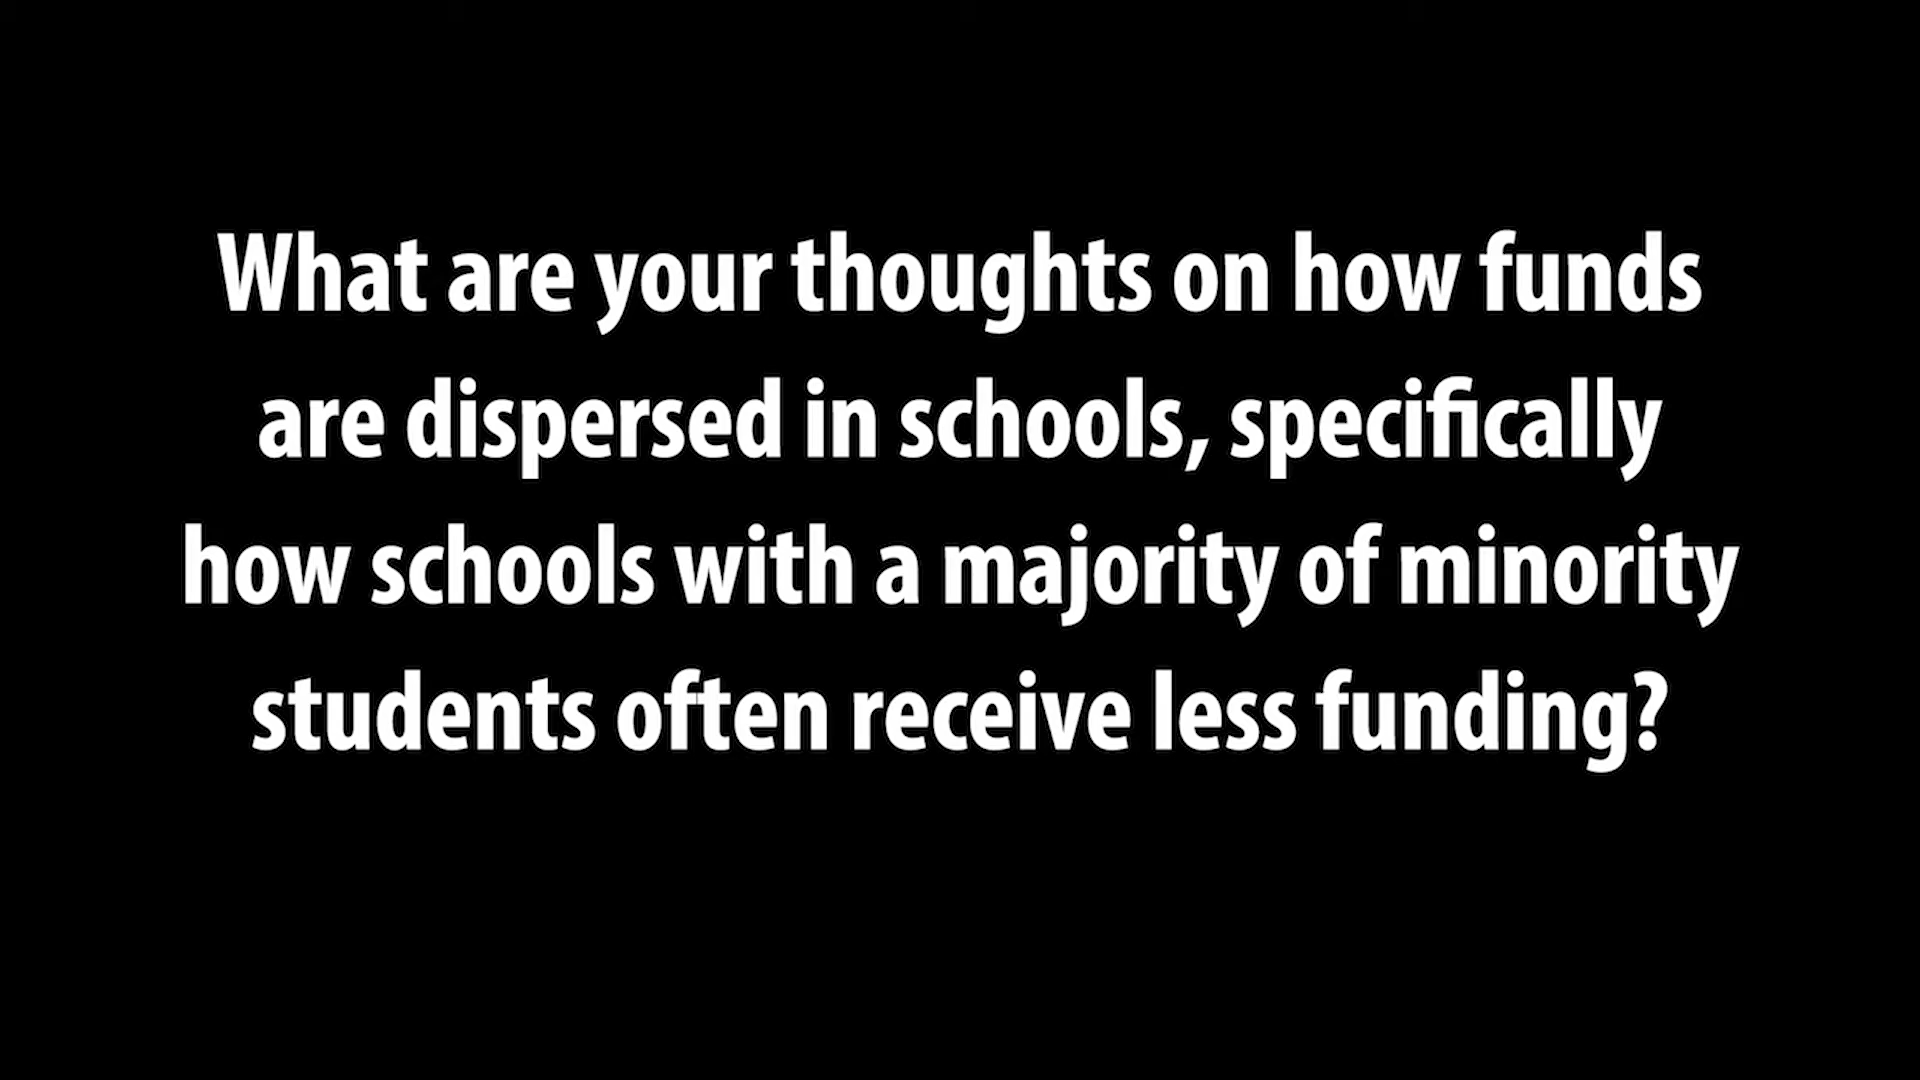 What are your thoughts on how funds
are dispersed in schools, specifically
how schools with a majority of minority
students often receive less funding?